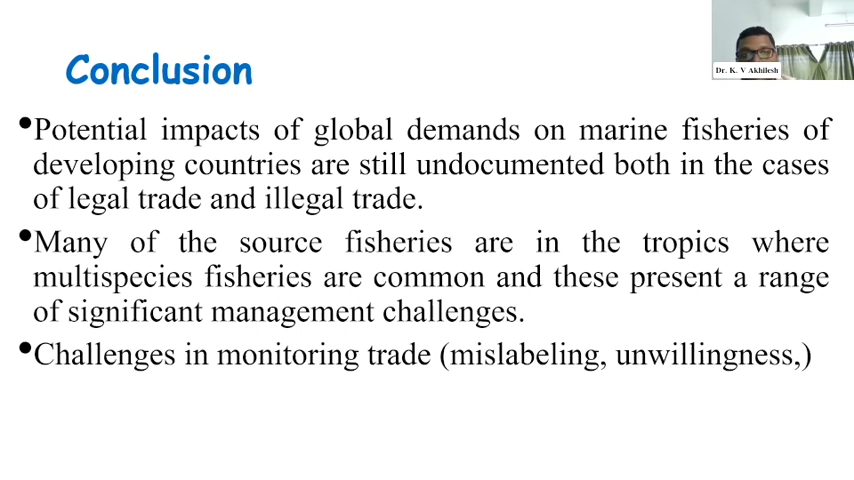 Dr. K. V Akhilesh
Conclusion
•Potential impacts of global demands on marine fisheries of
developing countries are still undocumented both in the cases
of legal trade and illegal trade.
•Many of the source fisheries are in the tropics where
multispecies fisheries are common and these present a range
of significant management challenges.
•Challenges in monitoring trade (mislabeling, unwillingness,)